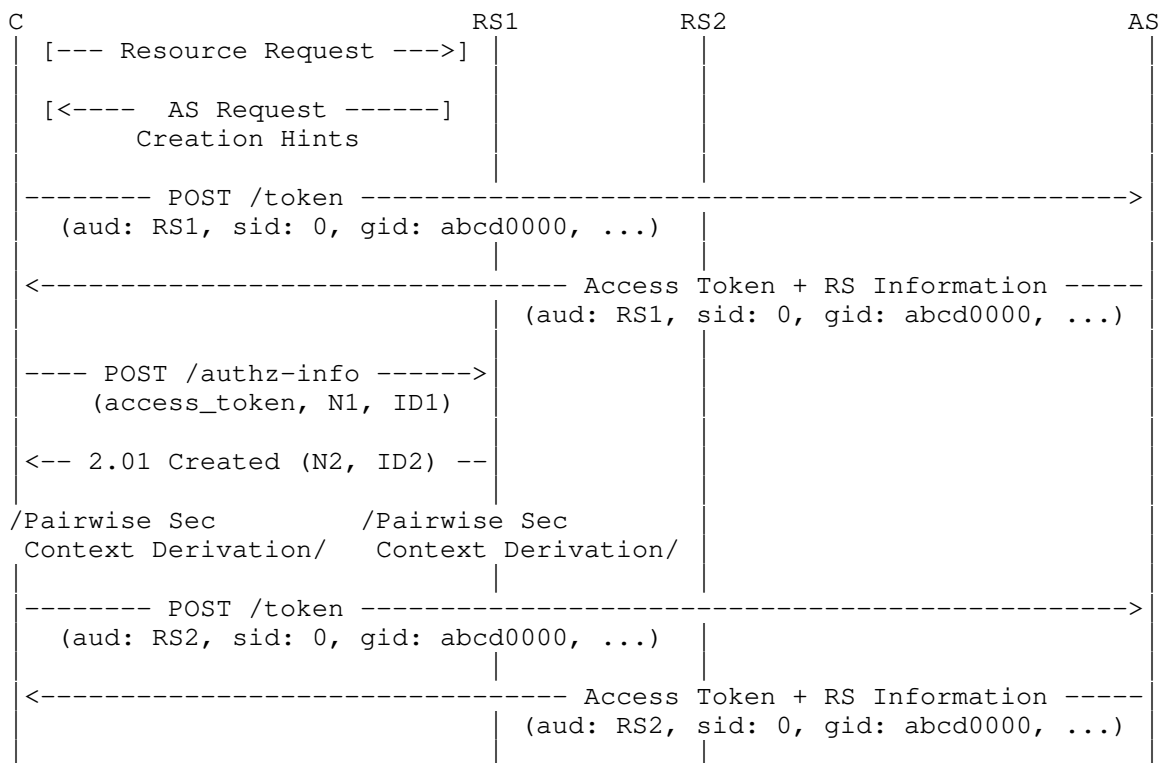 C RS1 RS2 AS
[--- Resource Request --->]
[<---- AS Request ------]
Creation Hints
-------- POST /token ------------------------------------------------>
(aud: RS1, sid: 0, gid: abcd0000, ...)
<--------------------------------- Access Token + RS Information -----
(aud: RS1, sid: 0, gid: abcd0000, ...)
---- POST /authz-info ------>
(access_token, N1, ID1)
<-- 2.01 Created (N2, ID2) --
/Pairwise Sec /Pairwise Sec
Context Derivation/ Context Derivation/
-------- POST /token ------------------------------------------------>
(aud: RS2, sid: 0, gid: abcd0000, ...)
<--------------------------------- Access Token + RS Information -----
(aud: RS2, sid: 0, gid: abcd0000, ...)